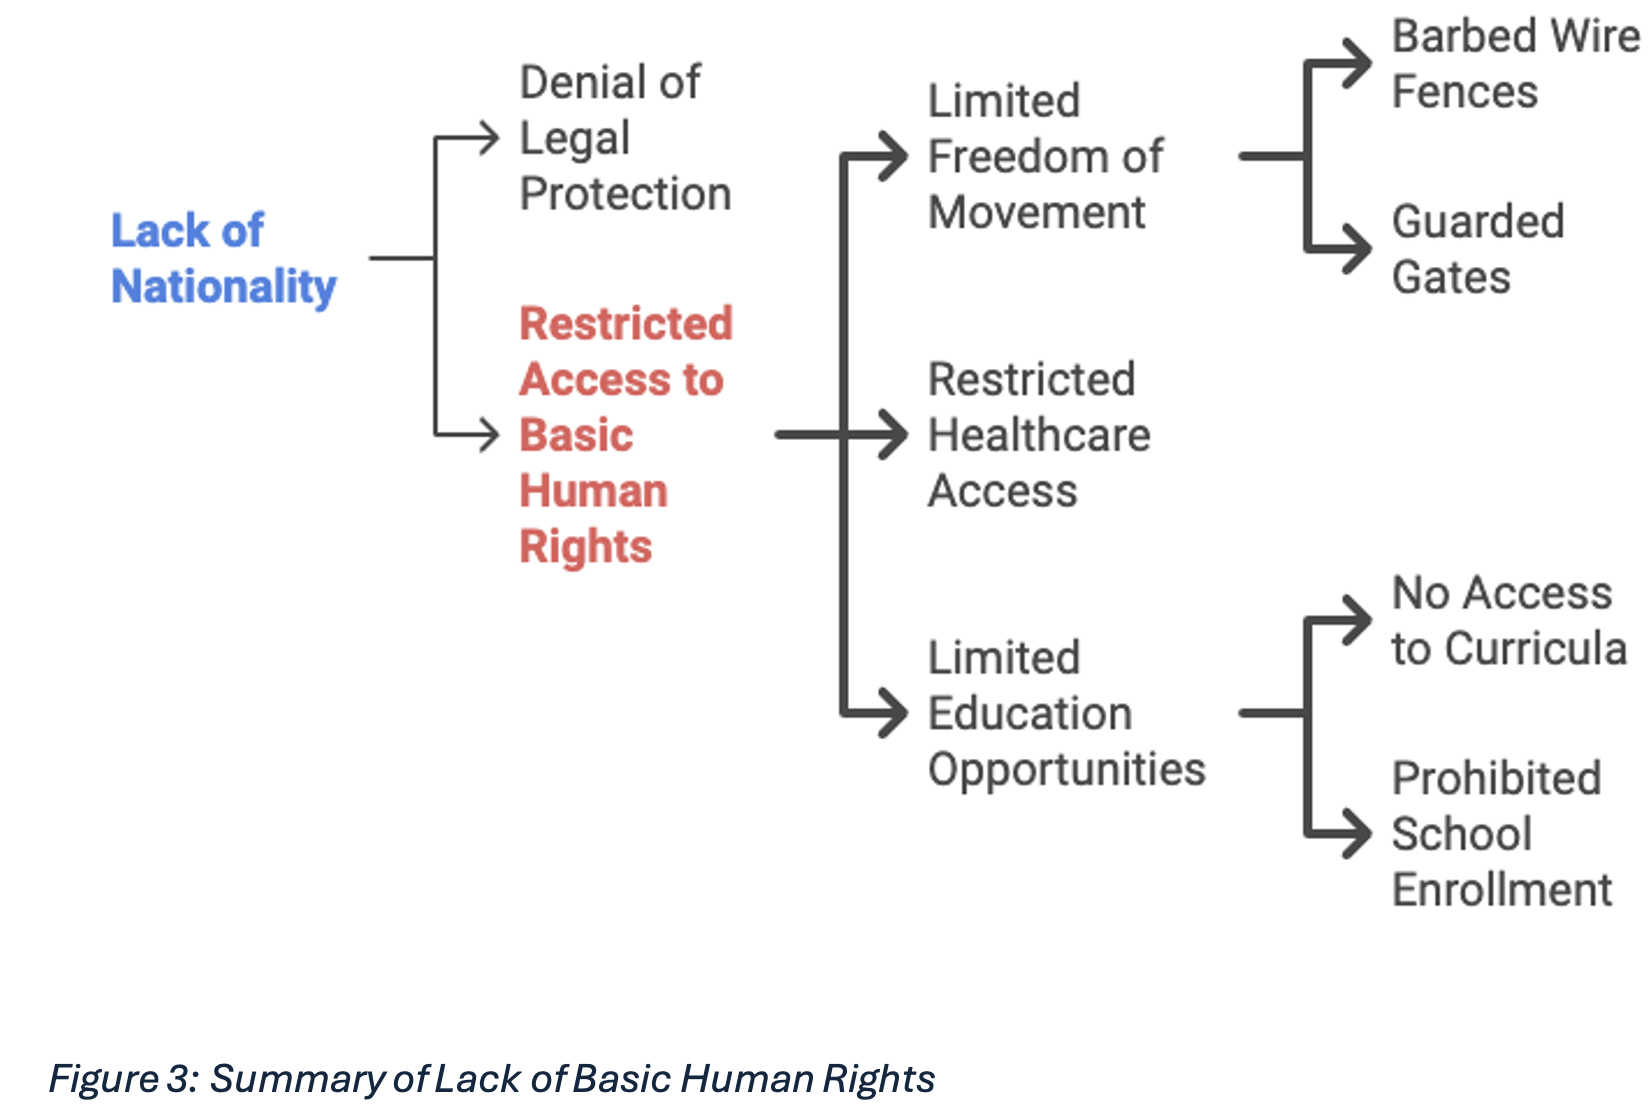 Lack of
Nationality
Denial of
Legal
Protection
Restricted
Access to
Basic
Human
Rights
Limited
Freedom of
Movement
Restricted
Healthcare
Access
Limited
Education
Opportunities
Barbed Wire
Fences
Guarded
Gates
No Access
to Curricula
Prohibited
School
Enrollment
Figure 3: Summary of Lack of Basic Human Rights